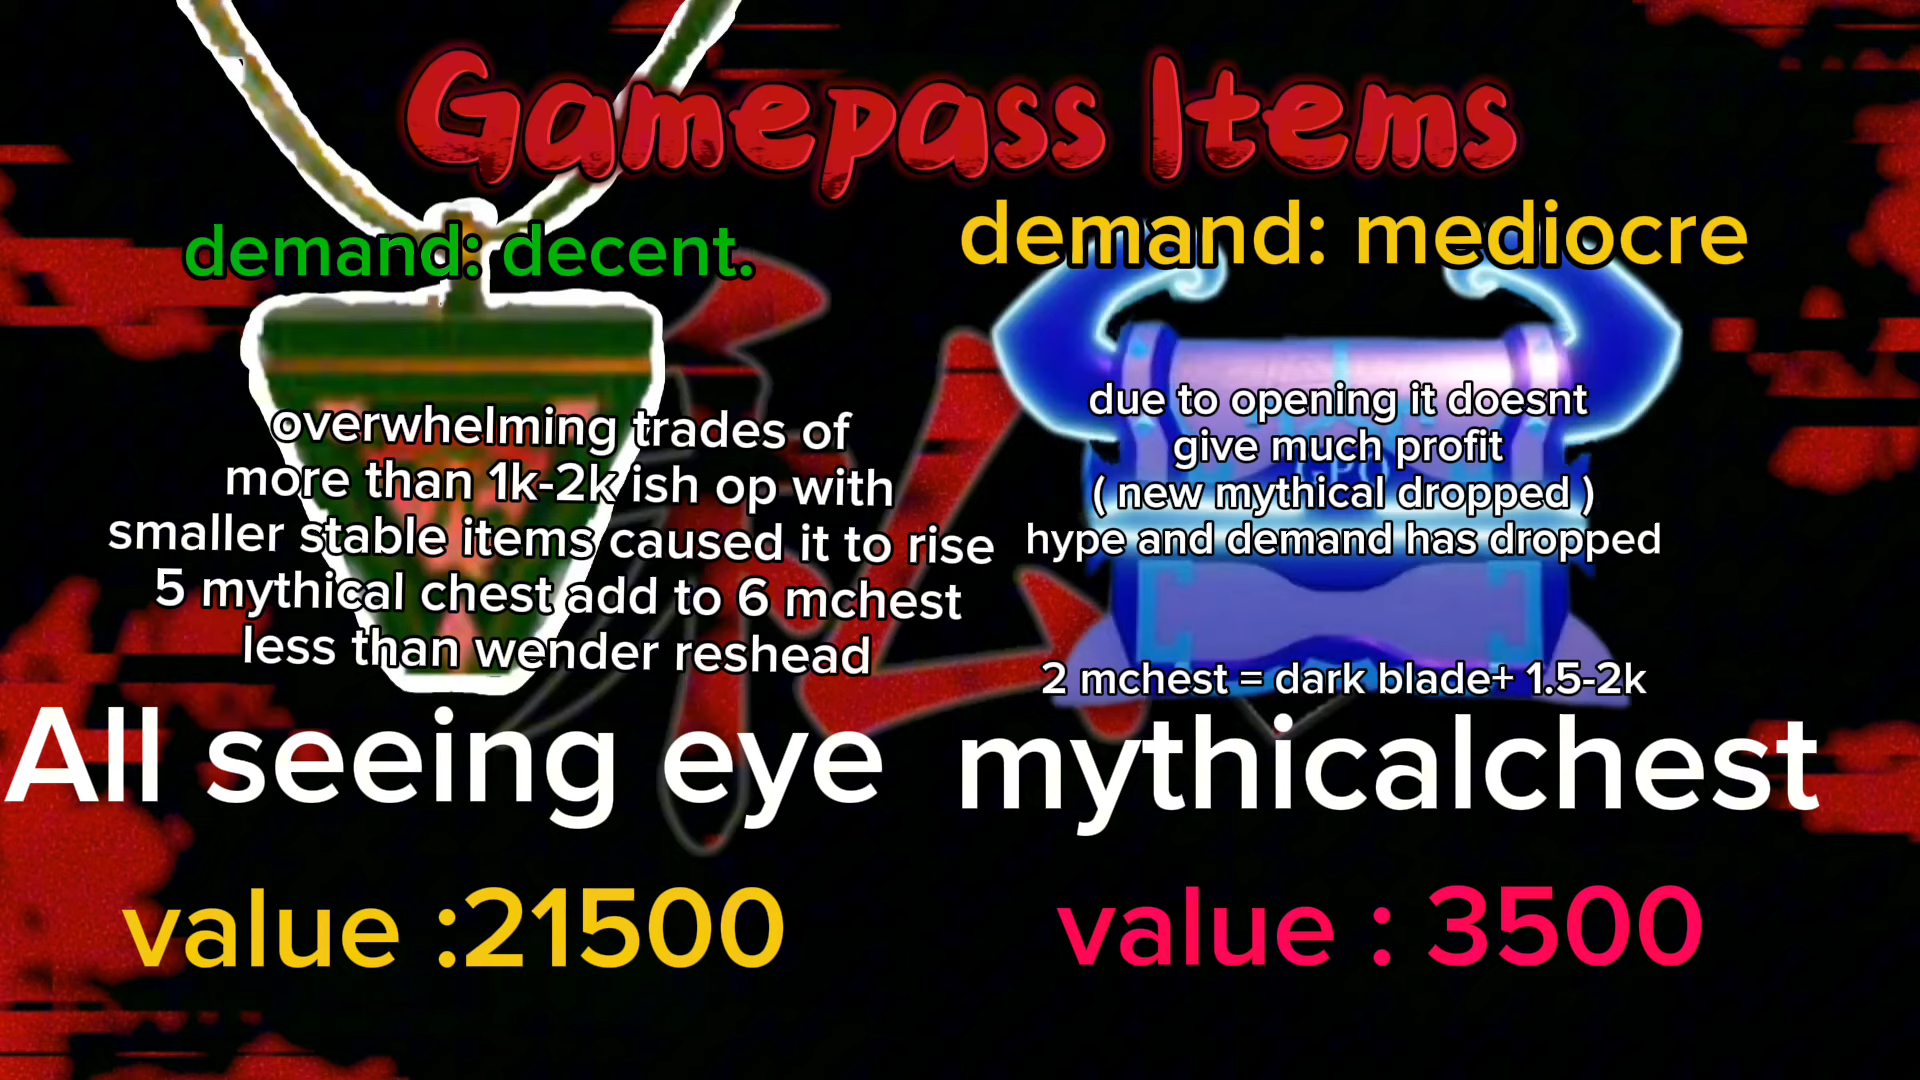 Gamepass Items
demand: decent.
overwhelming trades of
more than 1k-2k ish op with
smaller stable items caused it to rise
5 mythical chest add to 6 mchest
less than wender reshead
All seeing eye
value :21500
demand: mediocre
due to opening it doesnt
give much profit
( new mythical dropped )
hype and demand has dropped
2 mchest = dark blade+ 1.5-2k
mythicalchest
value : 3500